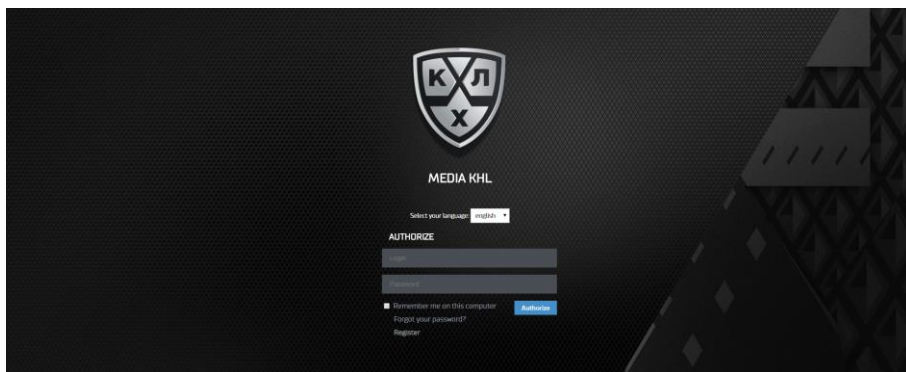 К Л
Х
MEDIA KHL
Select your language: english
AUTHORIZE
Login
Password
Remember me on this computer Authorize
Forgot your password?
Register